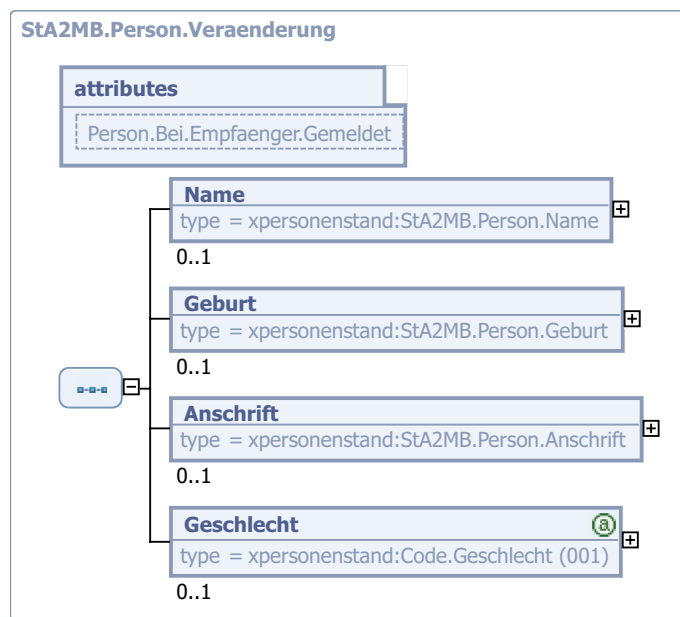 StA2MB.Person.Veraenderung
attributes
Person.Bei.Empfaenger.Gemeldet
Name
type = xpersonenstand:StA2MB.Person.Name
0..1
Geburt
type = xpersonenstand:StA2MB.Person.Geburt
0..1
Anschrift
type = xpersonenstand:StA2MB.Person.Anschrift
0..1
Geschlecht @
type = xpersonenstand:Code.Geschlecht (001)
0..1